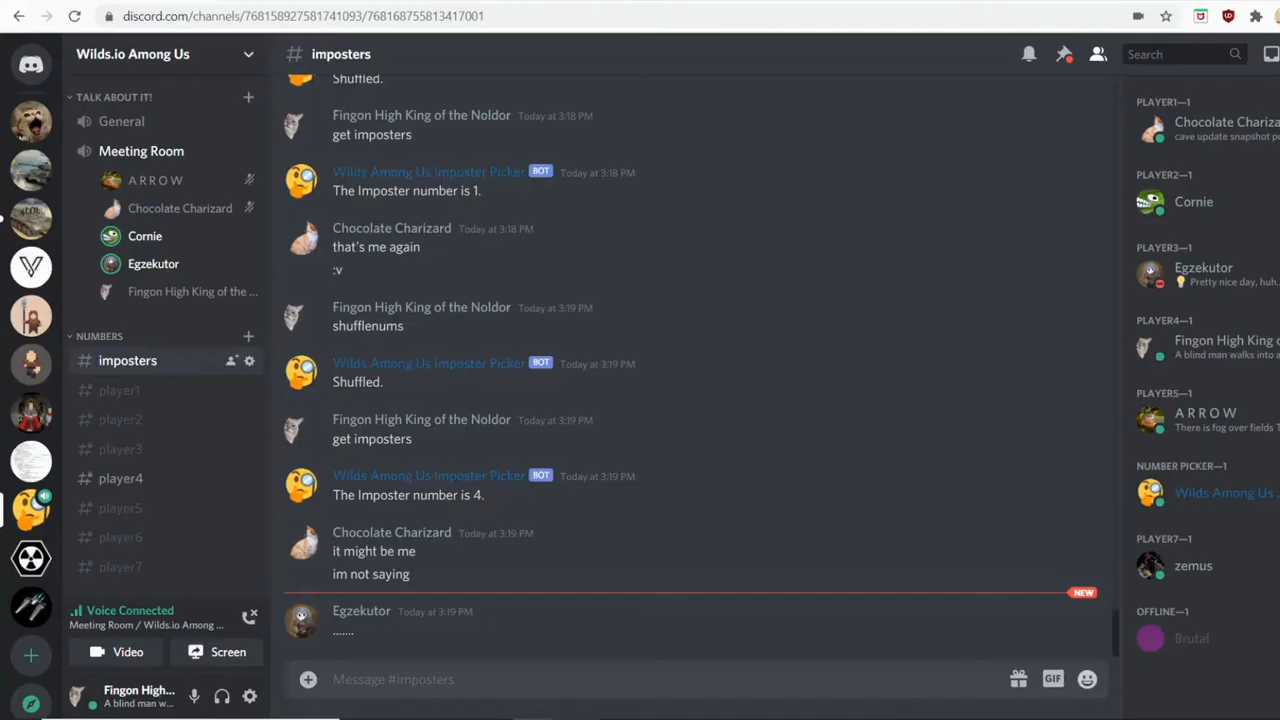 discord.com/channels/768158927581741093/768168755813417001
Wilds.io Among Us
TALK ABOUT IT!
General
Meeting Room
A R R O W
Chocolate Charizard
Cornie
Egzekutor
Fingon High King of the ...
NUMBERS
imposters
player1
player2
player3
player4
player5
player6
player7
Voice Connected
Meeting Room / Wilds.io Among ...
Video
Screen
Fingon High...
A blind man w...
# imposters
Search
Shuffled.
Fingon High King of the Noldor Today at 3:18 PM
get imposters
Wilds Among Us Imposter Picker BOT Today at 3:18 PM
The Imposter number is 1.
Chocolate Charizard Today at 3:18 PM
that's me again
:v
Fingon High King of the Noldor Today at 3:19 PM
shufflenums
Wilds Among Us Imposter Picker BOT Today at 3:19 PM
Shuffled.
Fingon High King of the Noldor Today at 3:19 PM
get imposters
Wilds Among Us Imposter Picker BOT Today at 3:19 PM
The Imposter number is 4.
Chocolate Charizard Today at 3:19 PM
it might be me
im not saying
NEW
Egzekutor Today at 3:19 PM
.......
Message #imposters
GIF
PLAYER1—1
Chocolate Chariza
cave update snapshot p
PLAYER2—1
Cornie
PLAYER3—1
Egzekutor
Pretty nice day, huh..
PLAYER4—1
Fingon High King o
A blind man walks into a
PLAYER5—1
A R R O W
There is fog over fields T
NUMBER PICKER—1
Wilds Among Us ..
PLAYER7—1
zemus
OFFLINE—1
Brutal